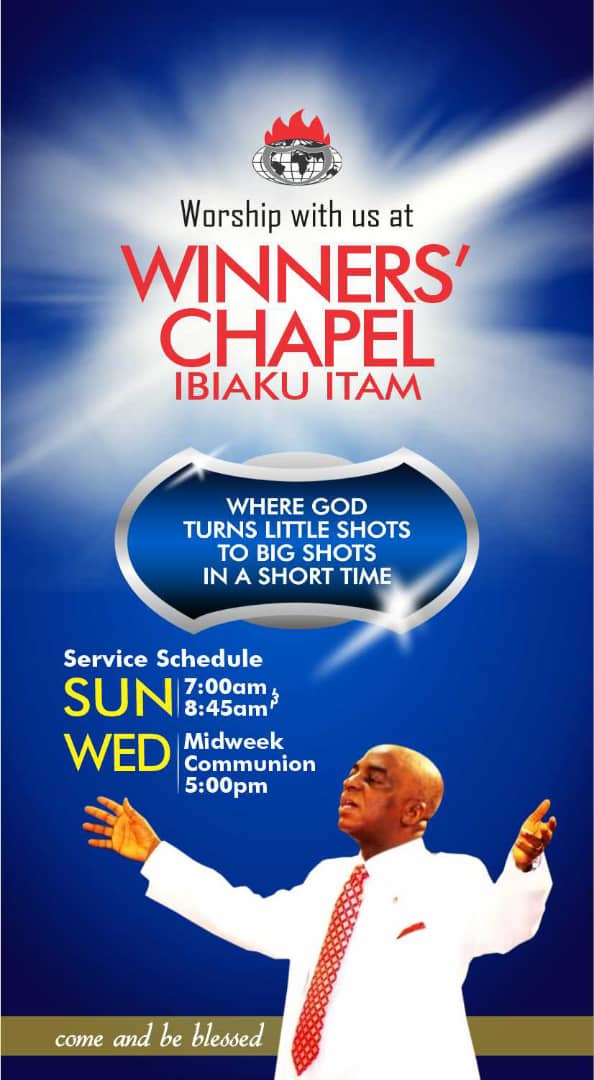 Worship with us at
WINNERS'
CHAPEL
IBIAKU ITAM
WHERE GOD
TURNS LITTLE SHOTS
TO BIG SHOTS
IN A SHORT TIME
Service Schedule
SUN 7:00am &
8:45am
WED Midweek
Communion
5:00pm
come and be blessed